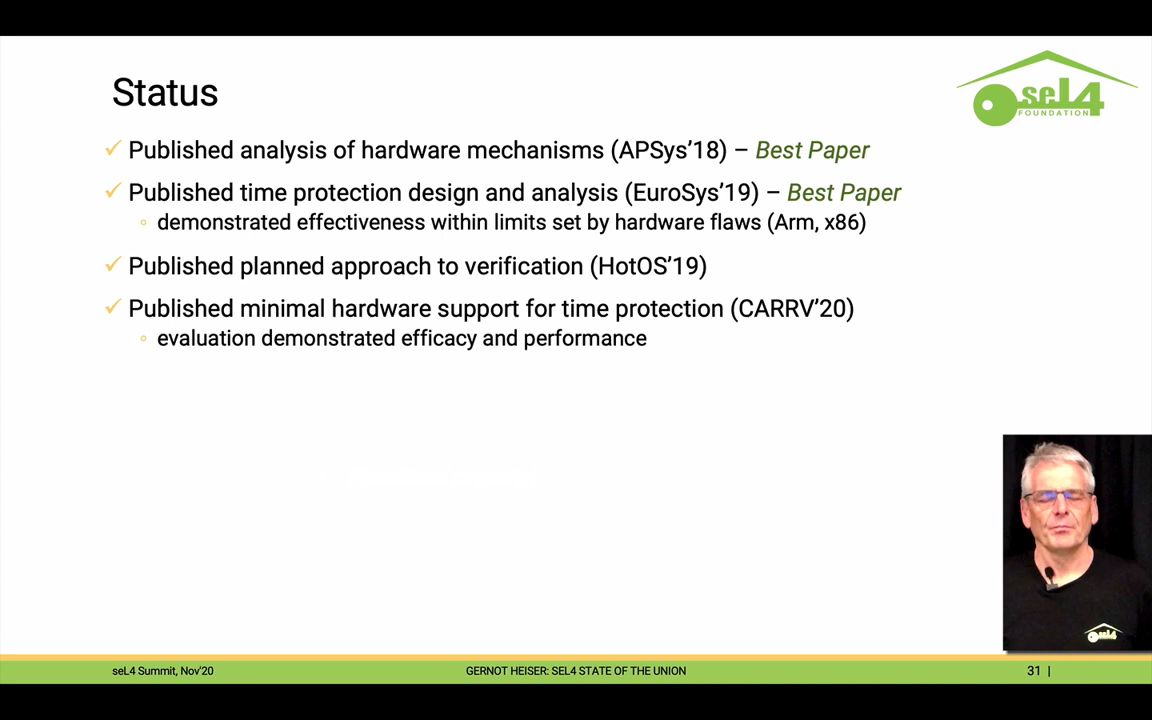 Status
seL4
FOUNDATION
✓ Published analysis of hardware mechanisms (APSys’18) – Best Paper
✓ Published time protection design and analysis (EuroSys’19) – Best Paper
◦ demonstrated effectiveness within limits set by hardware flaws (Arm, x86)
✓ Published planned approach to verification (HotOS’19)
✓ Published minimal hardware support for time protection (CARRV’20)
◦ evaluation demonstrated efficacy and performance
seL4
seL4 Summit, Nov’20
GERNOT HEISER: SEL4 STATE OF THE UNION
31 |